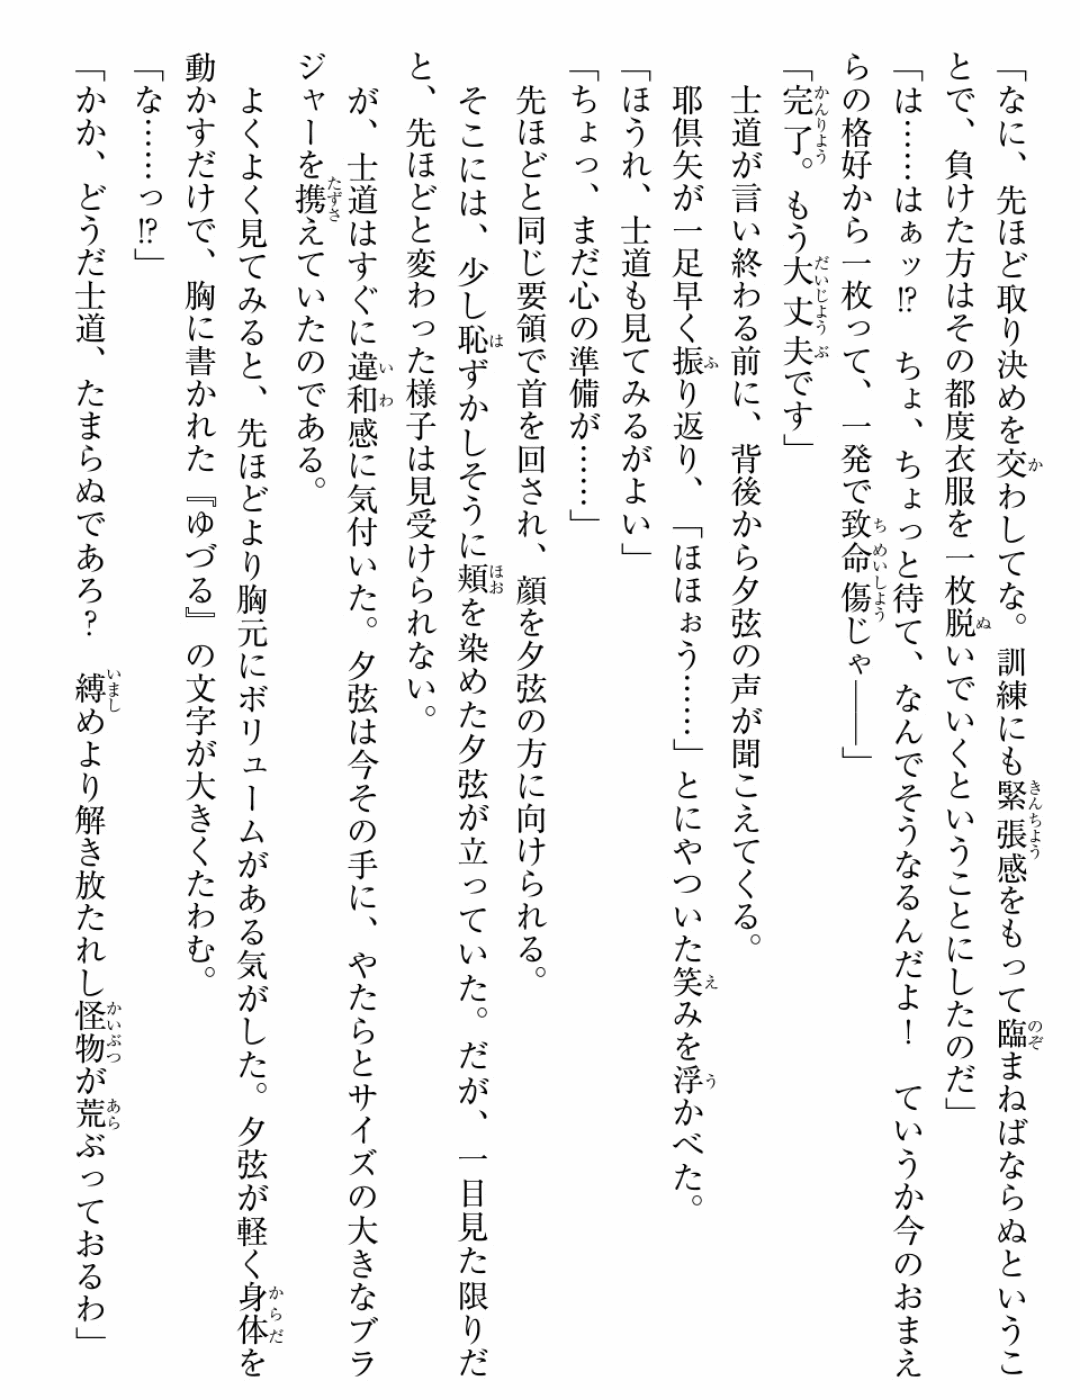 「なに、先ほど取り決めを交わしてな。訓練にも緊張感をもって臨まねばならぬというこ
とで、負けた方はその都度衣服を一枚脱いでいくということにしたのだ」
「は……はぁッ!?　ちょ、ちょっと待て、なんでそうなるんだよ！　ていうか今のおまえ
らの格好から一枚って、一発で致命傷じゃ――」
「完了。もう大丈夫です」
　士道が言い終わる前に、背後から夕弦の声が聞こえてくる。
　耶倶矢が一足早く振り返り、「ほほぉう……」とにやついた笑みを浮かべた。
「ほうれ、士道も見てみるがよい」
「ちょっ、まだ心の準備が……」
　先ほどと同じ要領で首を回され、顔を夕弦の方に向けられる。
　そこには、少し恥ずかしそうに頬を染めた夕弦が立っていた。だが、一目見た限りだ
と、先ほどと変わった様子は見受けられない。
　が、士道はすぐに違和感に気付いた。夕弦は今その手に、やたらとサイズの大きなブラ
ジャーを携えていたのである。
　よくよく見てみると、先ほどより胸元にボリュームがある気がした。夕弦が軽く身体を
動かすだけで、胸に書かれた『ゆづる』の文字が大きくたわむ。
「な……っ!?」
「かか、どうだ士道、たまらぬであろ？　縛めより解き放たれし怪物が荒ぶっておるわ」